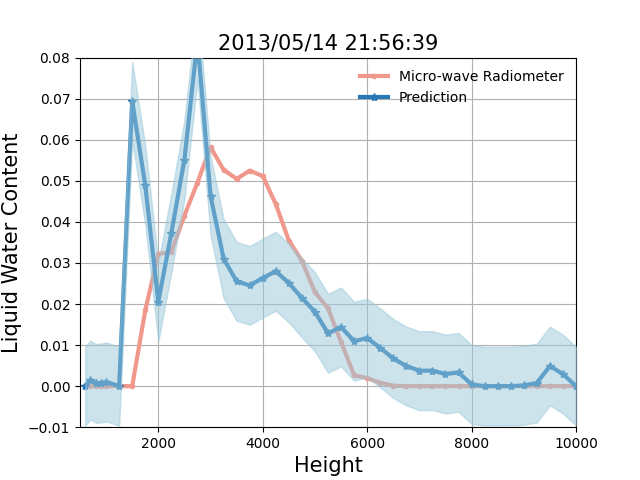 2013/05/14 21:56:39
Micro-wave Radiometer
Prediction
Liquid Water Content
0.08
0.07
0.06
0.05
0.04
0.03
0.02
0.01
0.00
−0.01
2000 4000 6000 8000 10000
Height